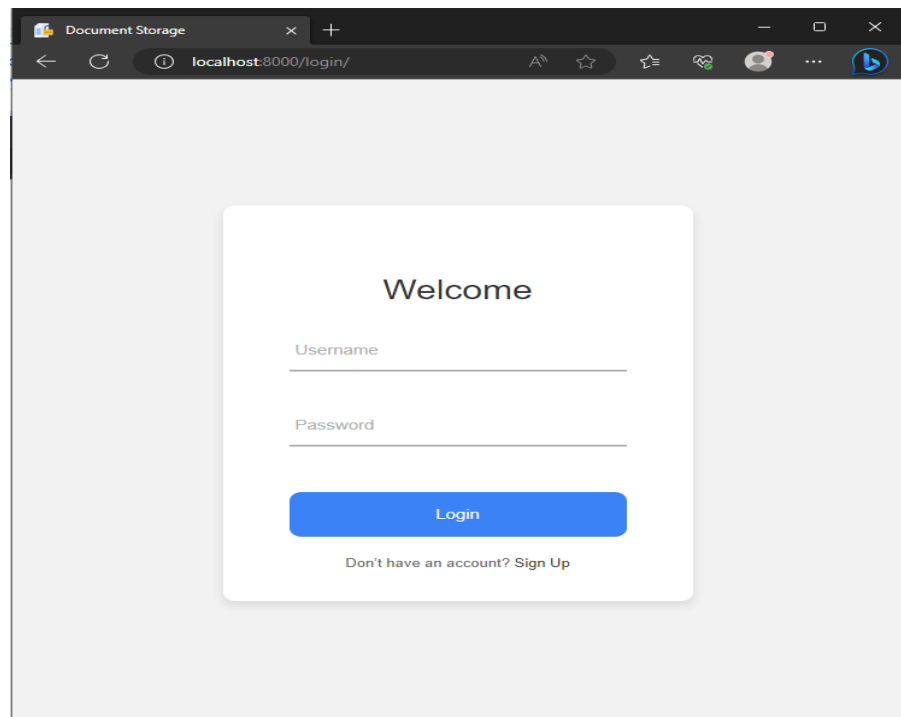 Document Storage
localhost:8000/login/
Welcome
Username
Password
Login
Don't have an account? Sign Up